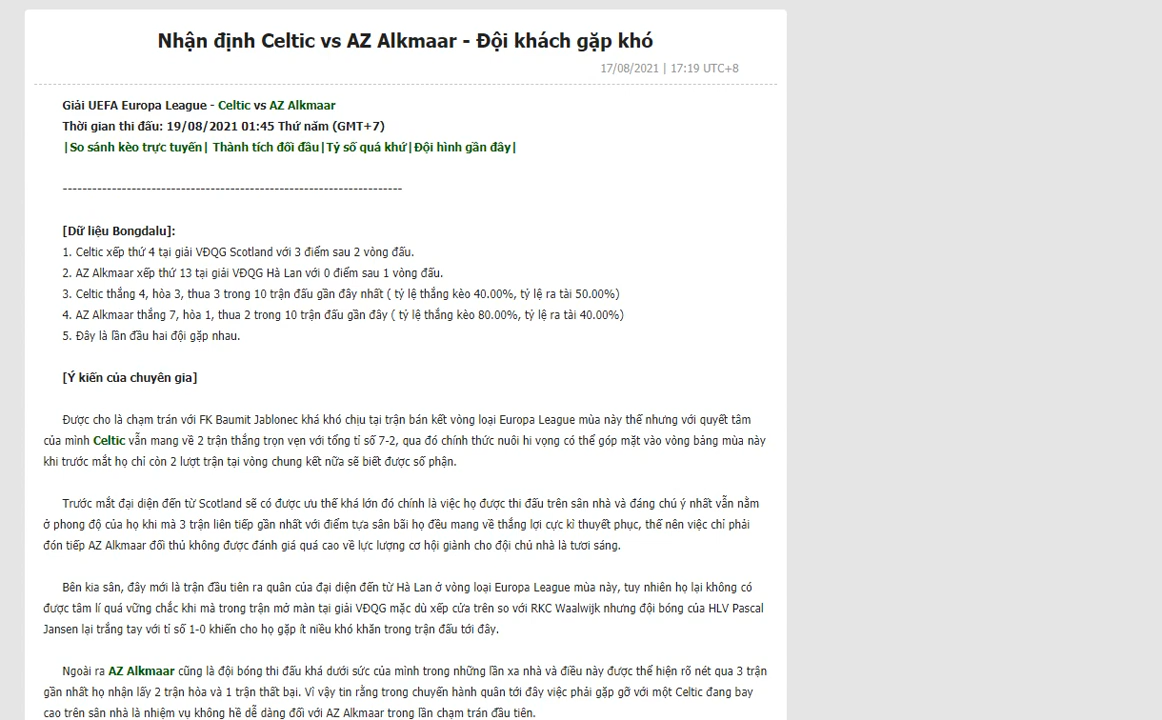 Nhận định Celtic vs AZ Alkmaar - Đội khách gặp khó
17/08/2021 | 17:19 UTC+8
Giải UEFA Europa League - Celtic vs AZ Alkmaar
Thời gian thi đấu: 19/08/2021 01:45 Thứ năm (GMT+7)
|So sánh kèo trực tuyến| Thành tích đối đầu|Tỷ số quá khứ|Đội hình gần đây|
----------------------------------------------------------------------
[Dữ liệu Bongdalu]:
1. Celtic xếp thứ 4 tại giải VĐQG Scotland với 3 điểm sau 2 vòng đấu.
2. AZ Alkmaar xếp thứ 13 tại giải VĐQG Hà Lan với 0 điểm sau 1 vòng đấu.
3. Celtic thắng 4, hòa 3, thua 3 trong 10 trận đấu gần đây nhất ( tỷ lệ thắng kèo 40.00%, tỷ lệ ra tài 50.00%)
4. AZ Alkmaar thắng 7, hòa 1, thua 2 trong 10 trận đấu gần đây ( tỷ lệ thắng kèo 80.00%, tỷ lệ ra tài 40.00%)
5. Đây là lần đầu hai đội gặp nhau.
[Ý kiến của chuyên gia]
Được cho là chạm trán với FK Baumit Jablonec khá khó chịu tại trận bán kết vòng loại Europa League mùa này thế nhưng với quyết tâm
của mình Celtic vẫn mang về 2 trận thắng trọn vẹn với tổng tỉ số 7-2, qua đó chính thức nuôi hi vọng có thể góp mặt vào vòng bảng mùa này
khi trước mắt họ chỉ còn 2 lượt trận tại vòng chung kết nữa sẽ biết được số phận.
Trước mắt đại diện đến từ Scotland sẽ có được ưu thế khá lớn đó chính là việc họ được thi đấu trên sân nhà và đáng chú ý nhất vẫn nằm
ở phong độ của họ khi mà 3 trận liên tiếp gần nhất với điểm tựa sân bãi họ đều mang về thắng lợi cực kì thuyết phục, thế nên việc chỉ phải
đón tiếp AZ Alkmaar đối thủ không được đánh giá quá cao về lực lượng cơ hội giành cho đội chủ nhà là tươi sáng.
Bên kia sân, đây mới là trận đầu tiên ra quân của đại diện đến từ Hà Lan ở vòng loại Europa League mùa này, tuy nhiên họ lại không có
được tâm lí quá vững chắc khi mà trong trận mở màn tại giải VĐQG mặc dù xếp cửa trên so với RKC Waalwijk nhưng đội bóng của HLV Pascal
Jansen lại trắng tay với tỉ số 1-0 khiến cho họ gặp ít niều khó khăn trong trận đấu tới đây.
Ngoài ra AZ Alkmaar cũng là đội bóng thi đấu khá dưới sức của mình trong những lần xa nhà và điều này được thể hiện rõ nét qua 3 trận
gần nhất họ nhận lấy 2 trận hòa và 1 trận thất bại. Vì vậy tin rằng trong chuyến hành quân tới đây việc phải gặp gỡ với một Celtic đang bay
cao trên sân nhà là nhiệm vụ không hề dễ dàng đối với AZ Alkmaar trong lần chạm trán đầu tiên.